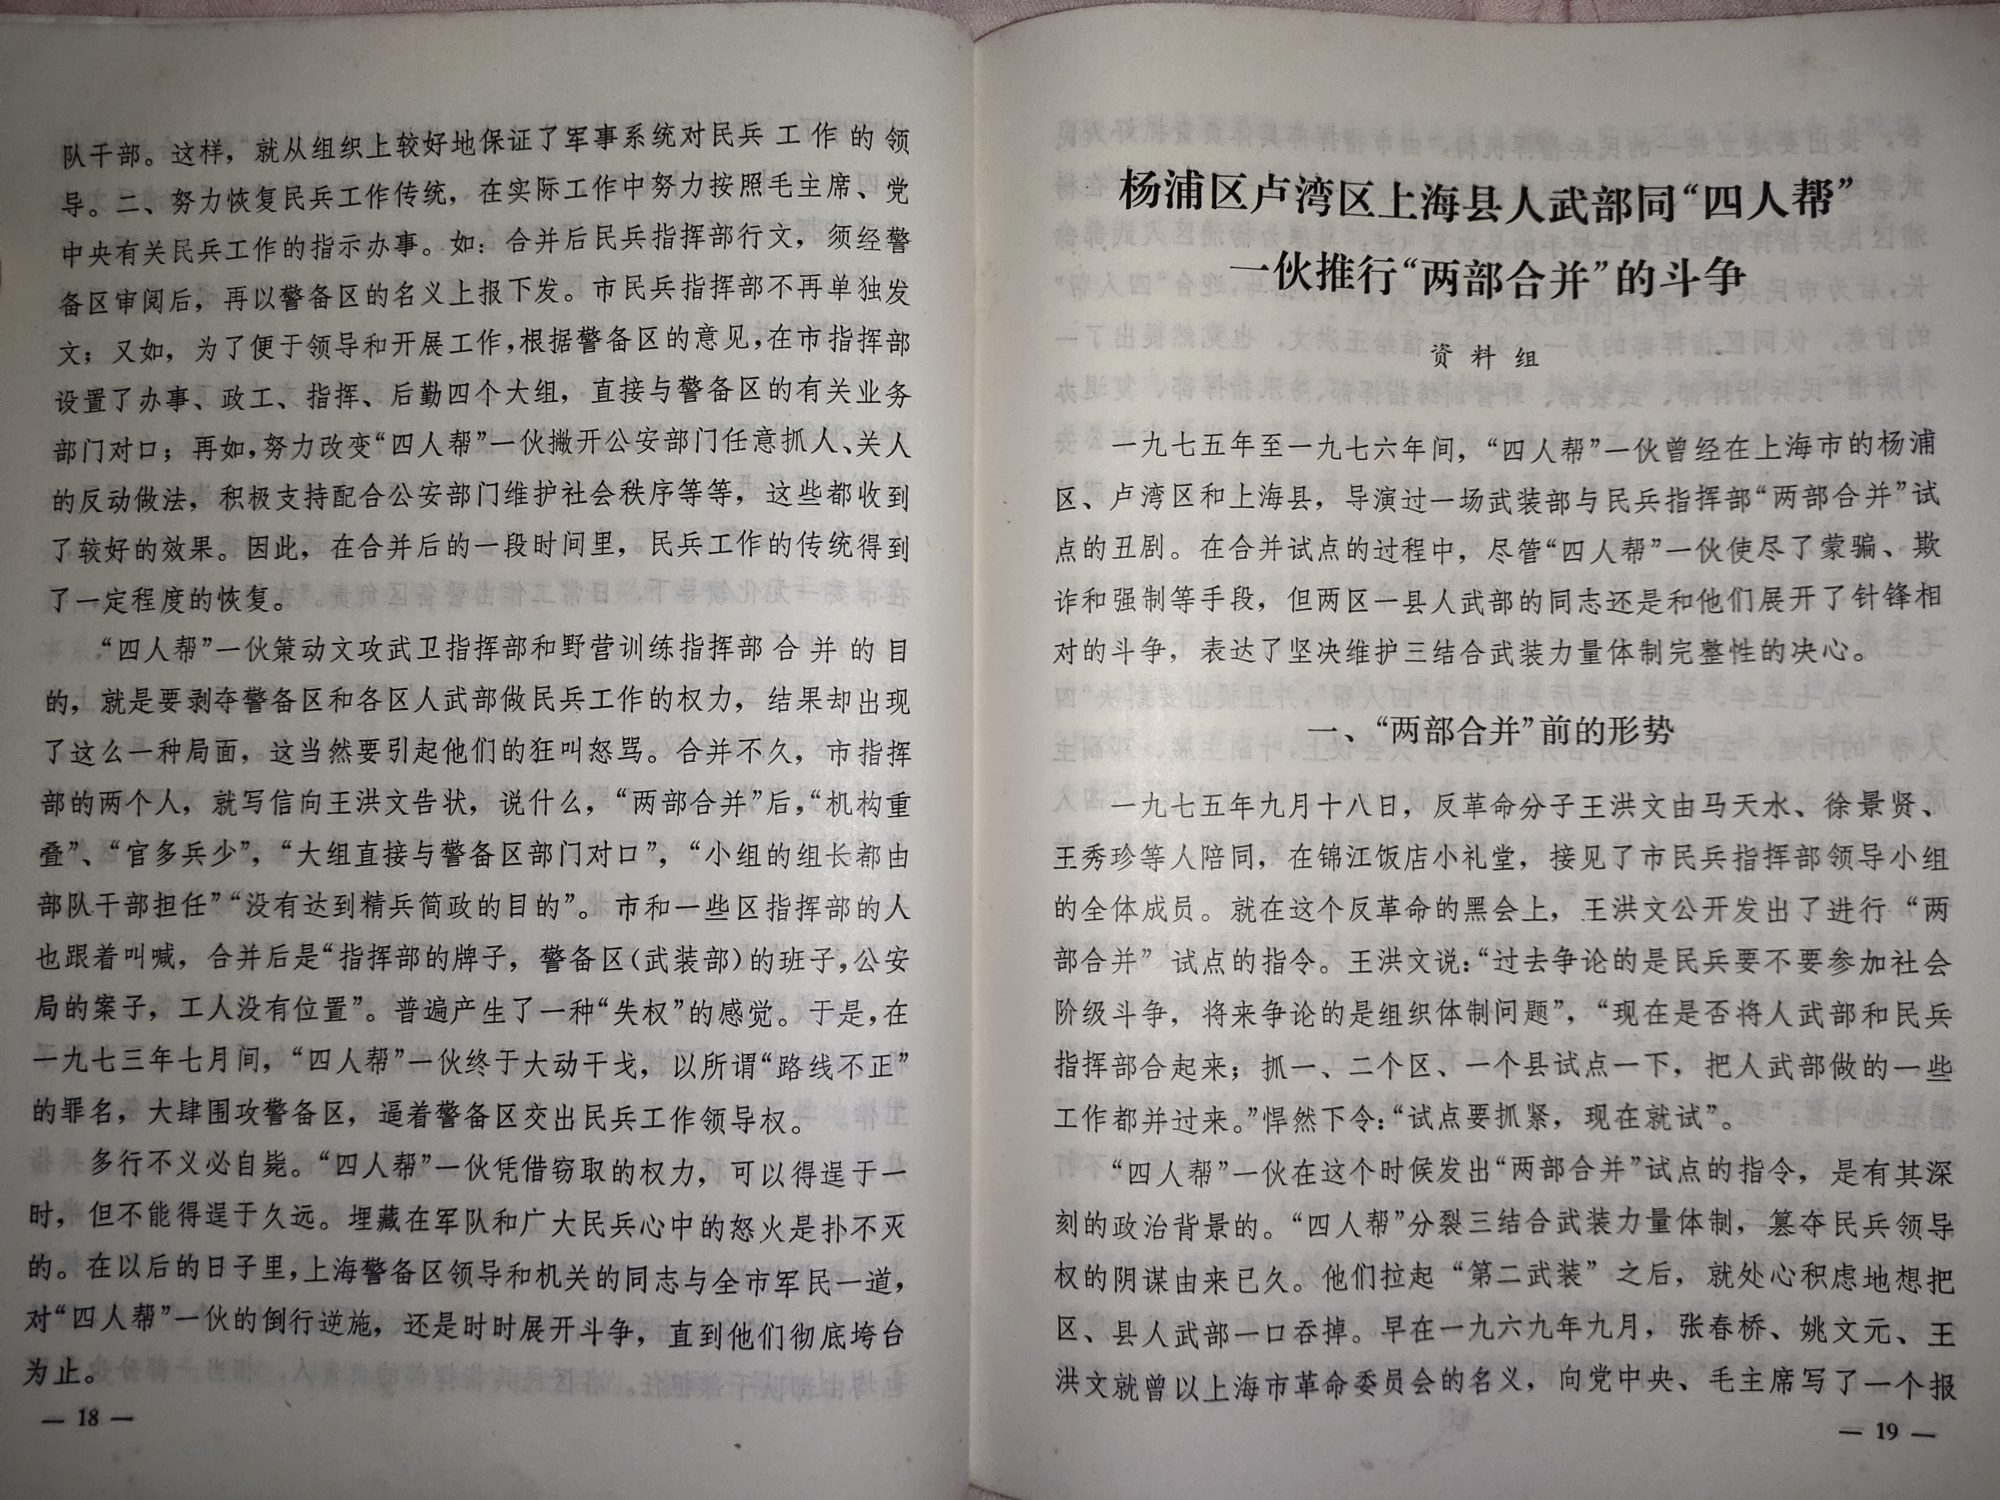 队干部。这样，就从组织上较好地保证了军事系统对民兵工作的领
导。二、努力恢复民兵工作传统，在实际工作中努力按照毛主席、党
中央有关民兵工作的指示办事。如：合并后民兵指挥部行文，须经警
备区审阅后，再以警备区的名义上报下发。市民兵指挥部不再单独发
文；又如，为了便于领导和开展工作，根据警备区的意见，在市指挥部
设置了办事、政工、指挥、后勤四个大组，直接与警备区的有关业务
部门对口；再如，努力改变“四人帮”一伙撇开公安部门任意抓人、关人
的反动做法，积极支持配合公安部门维护社会秩序等等，这些都收到
了较好的效果。因此，在合并后的一段时间里，民兵工作的传统得到
了一定程度的恢复。
“四人帮”一伙策动文攻武卫指挥部和野营训练指挥部合并的目
的，就是要剥夺警备区和各区人武部做民兵工作的权力，结果却出现
了这么一种局面，这当然要引起他们的狂叫怒骂。合并不久，市指挥
部的两个人，就写信向王洪文告状，说什么，“两部合并”后，“机构重
叠”、“官多兵少”，“大组直接与警备区部门对口”，“小组的组长都由
部队干部担任”“没有达到精兵简政的目的”。市和一些区指挥部的人
也跟着叫喊，合并后是“指挥部的牌子，警备区（武装部）的班子，公安
局的案子，工人没有位置”。普遍产生了一种“失权”的感觉。于是，在
一九七三年七月间，“四人帮”一伙终于大动干戈，以所谓“路线不正”
的罪名，大肆围攻警备区，逼着警备区交出民兵工作领导权。
多行不义必自毙。“四人帮”一伙凭借窃取的权力，可以得逞于一
时，但不能得逞于久远。埋藏在军队和广大民兵心中的怒火是扑不灭
的。在以后的日子里，上海警备区领导和机关的同志与全市军民一道，
对“四人帮”一伙的倒行逆施，还是时时展开斗争，直到他们彻底垮台
为止。
— 18 —
杨浦区卢湾区上海县人武部同“四人帮”
一伙推行“两部合并”的斗争
资料组
一九七五年至一九七六年间，“四人帮”一伙曾经在上海市的杨浦
区、卢湾区和上海县，导演过一场武装部与民兵指挥部“两部合并”试
点的丑剧。在合并试点的过程中，尽管“四人帮”一伙使尽了蒙骗、欺
诈和强制等手段，但两区一县人武部的同志还是和他们展开了针锋相
对的斗争，表达了坚决维护三结合武装力量体制完整性的决心。
一、“两部合并”前的形势
一九七五年九月十八日，反革命分子王洪文由马天水、徐景贤、
王秀珍等人陪同，在锦江饭店小礼堂，接见了市民兵指挥部领导小组
的全体成员。就在这个反革命的黑会上，王洪文公开发出了进行“两
部合并”试点的指令。王洪文说：“过去争论的是民兵要不要参加社会
阶级斗争，将来争论的是组织体制问题”，“现在是否将人武部和民兵
指挥部合起来；抓一、二个区、一个县试点一下，把人武部做的一些
工作都并过来。”悍然下令：“试点要抓紧，现在就试”。
“四人帮”一伙在这个时候发出“两部合并”试点的指令，是有其深
刻的政治背景的。“四人帮”分裂三结合武装力量体制，篡夺民兵领导
权的阴谋由来已久。他们拉起“第二武装”之后，就处心积虑地想把
区、县人武部一口吞掉。早在一九六九年九月，张春桥、姚文元、王
洪文就曾以上海市革命委员会的名义，向党中央、毛主席写了一个报
— 19 —